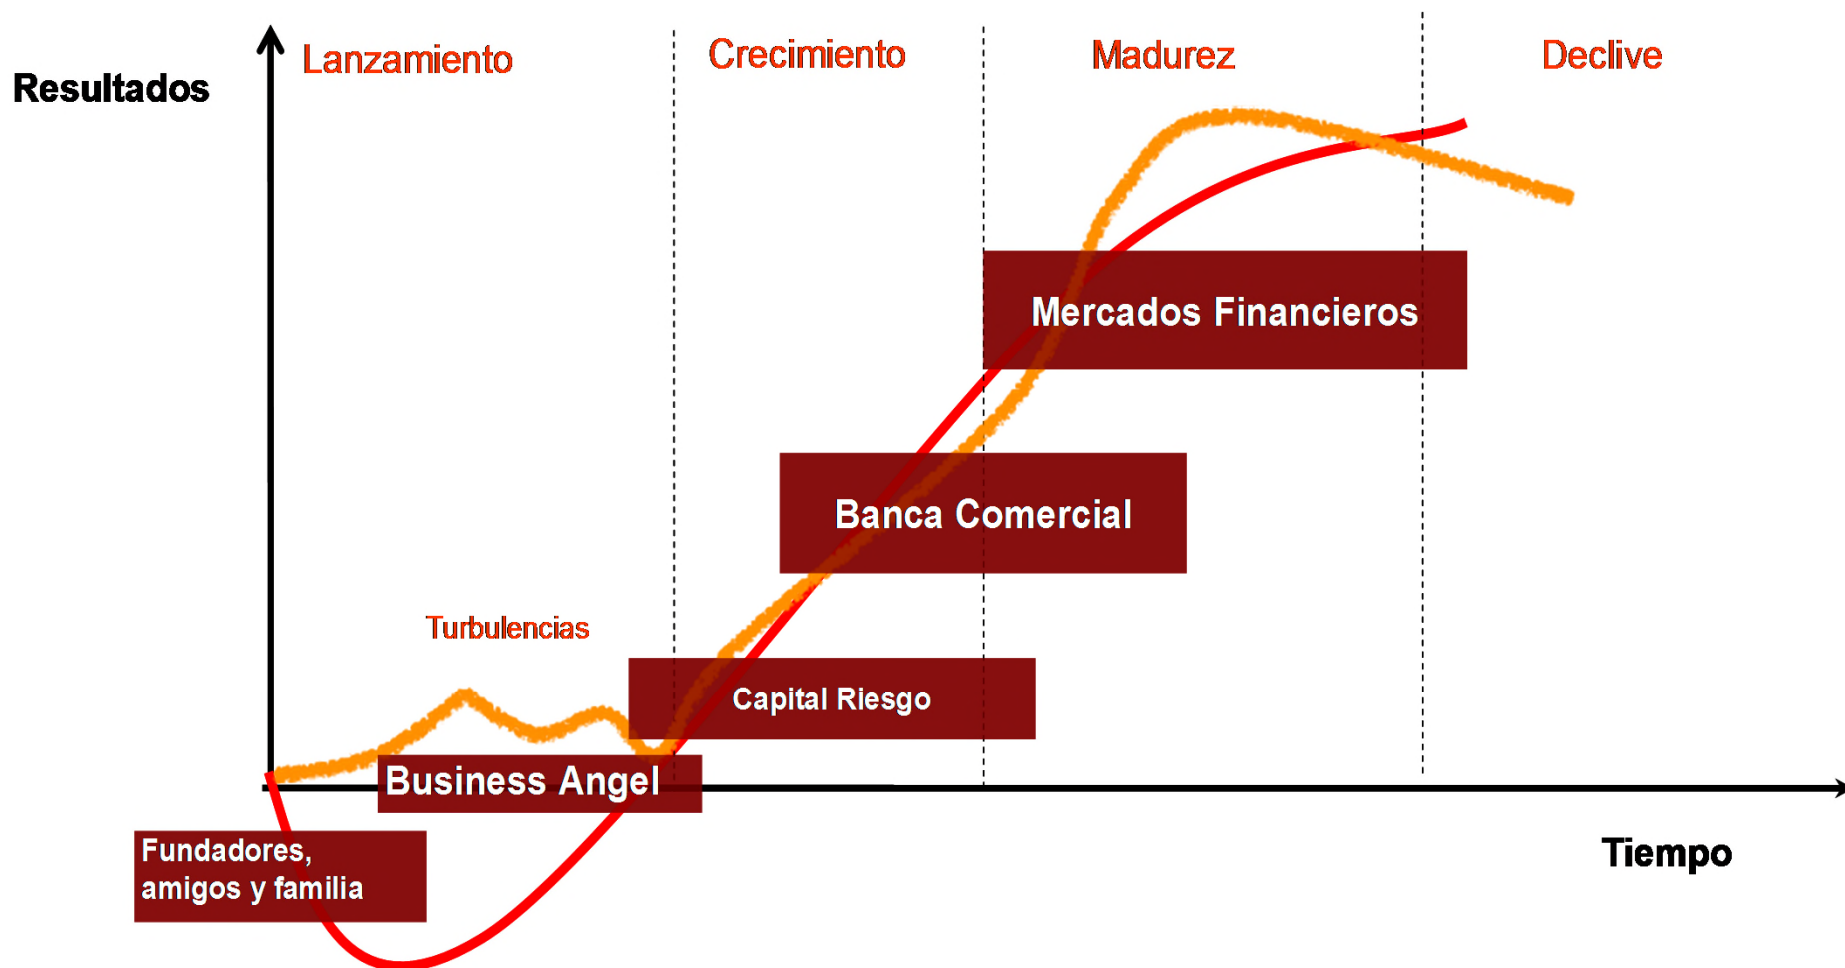 Lanzamiento
Crecimiento
Madurez
Declive
Resultados
Mercados Financieros
Banca Comercial
Turbulencias
Capital Riesgo
Business Angel
Fundadores,
amigos y familia
Tiempo